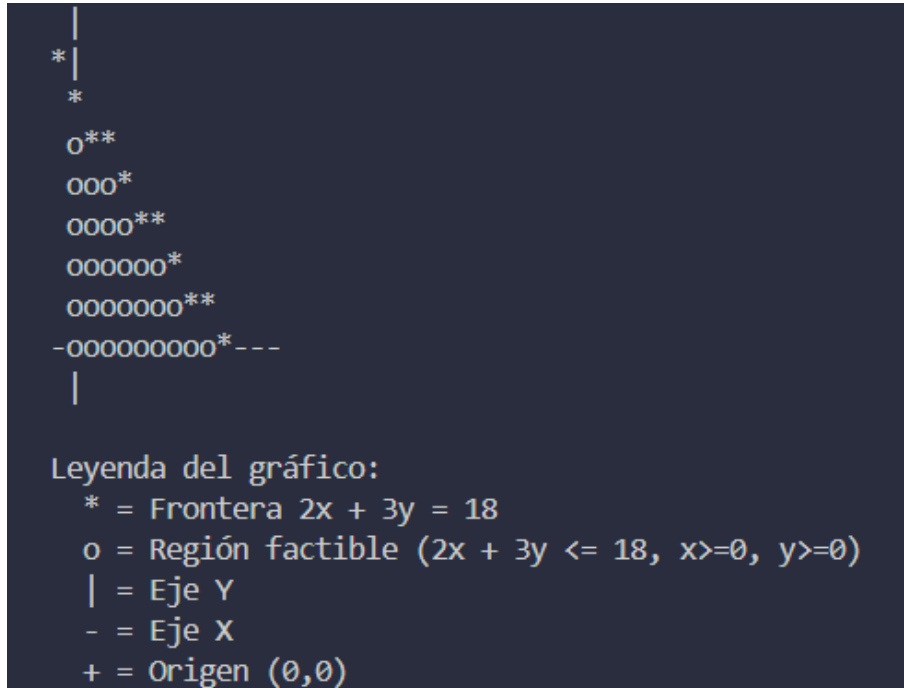 |
*|
 *
 o**
 ooo*
 oooo**
 oooooo*
 ooooooo**
-ooooooooo*---
 |

Leyenda del gráfico:
  * = Frontera 2x + 3y = 18
  o = Región factible (2x + 3y <= 18, x>=0, y>=0)
  | = Eje Y
  - = Eje X
  + = Origen (0,0)